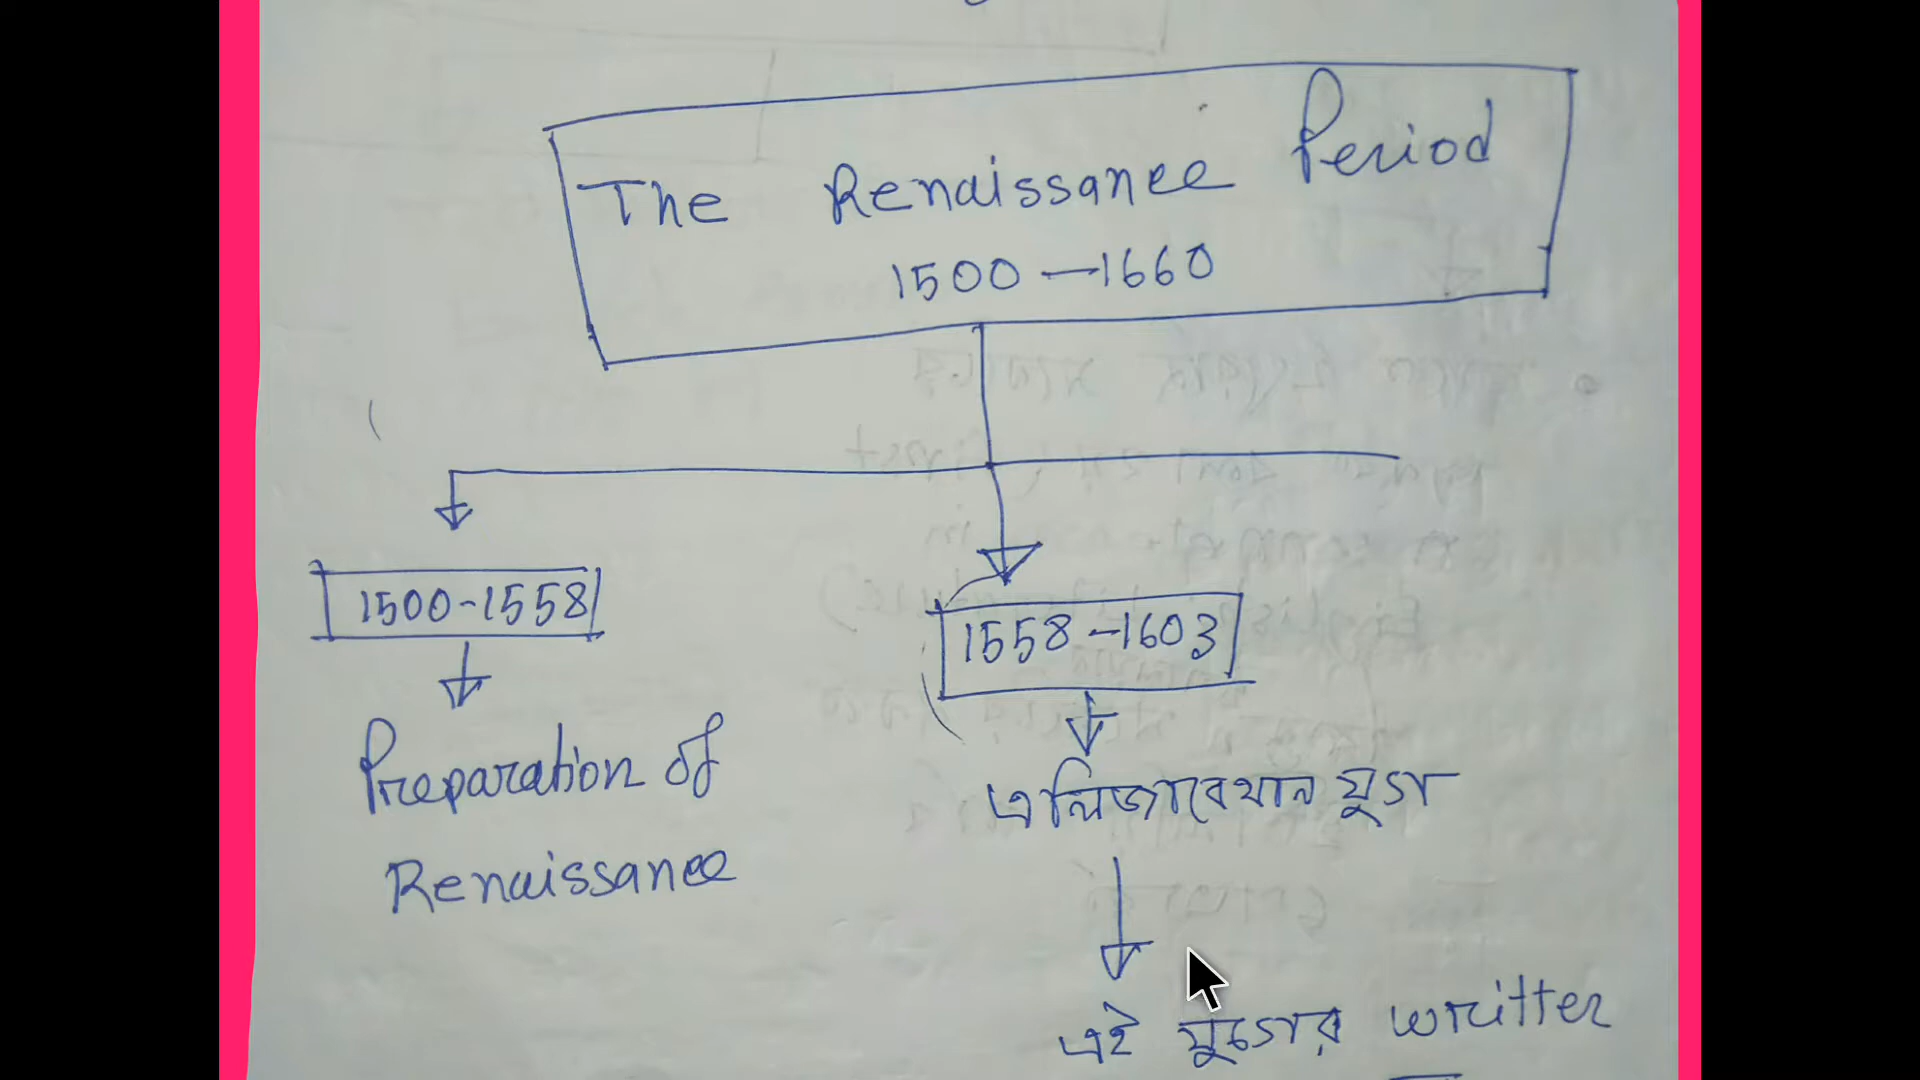 The Renaissance Period
1500-1660
1500-1558
1558-1603
Preparation of
Renaissance
এলিজাবেথান যুগ
এই যুগের writter